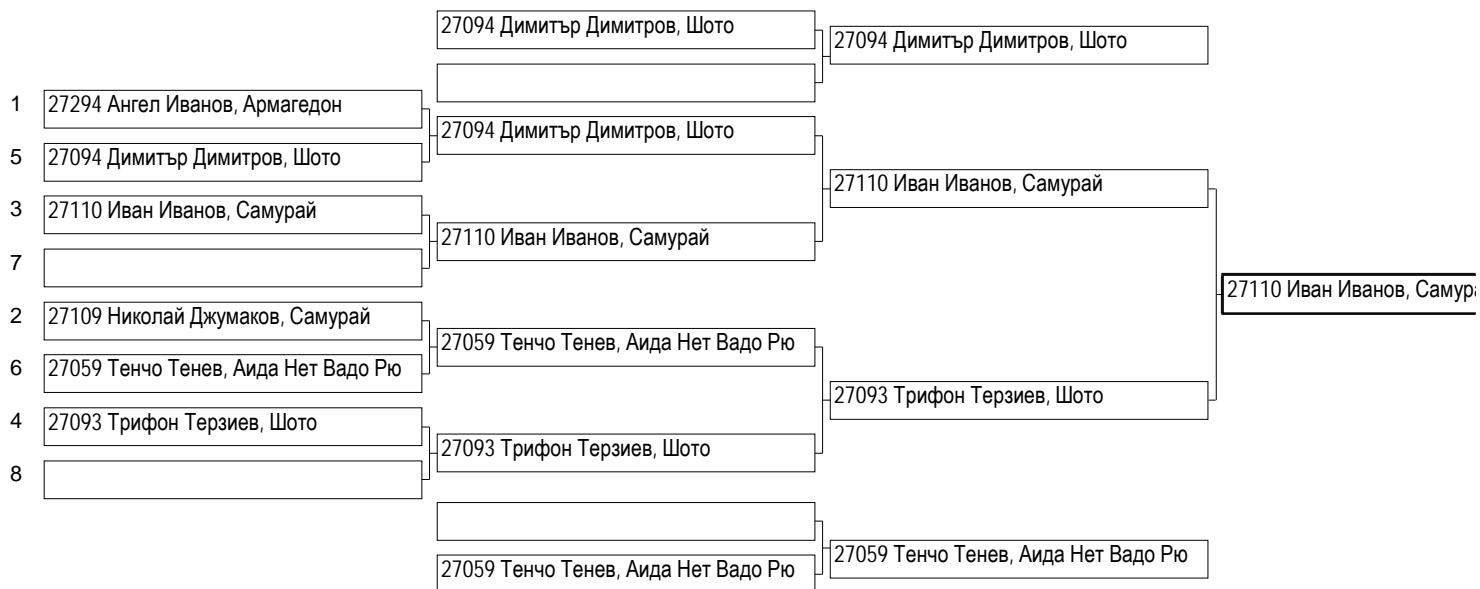 27094 Димитър Димитров, Шото
27094 Димитър Димитров, Шото
1 27294 Ангел Иванов, Армагедон
27094 Димитър Димитров, Шото
5 27094 Димитър Димитров, Шото
27110 Иван Иванов, Самурай
3 27110 Иван Иванов, Самурай
27110 Иван Иванов, Самурай
7
27110 Иван Иванов, Самура
2 27109 Николай Джумаков, Самурай
27059 Тенчо Тенев, Аида Нет Вадо Рю
6 27059 Тенчо Тенев, Аида Нет Вадо Рю
27093 Трифон Терзиев, Шото
4 27093 Трифон Терзиев, Шото
27093 Трифон Терзиев, Шото
8
27059 Тенчо Тенев, Аида Нет Вадо Рю
27059 Тенчо Тенев, Аида Нет Вадо Рю